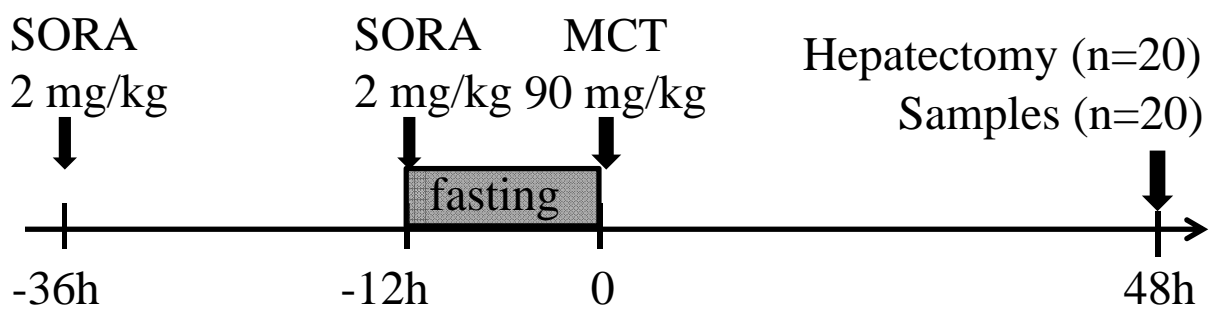 SORA
2 mg/kg
SORA
2 mg/kg
MCT
90 mg/kg
Hepatectomy (n=20)
Samples (n=20)
fasting
-36h
-12h
0
48h